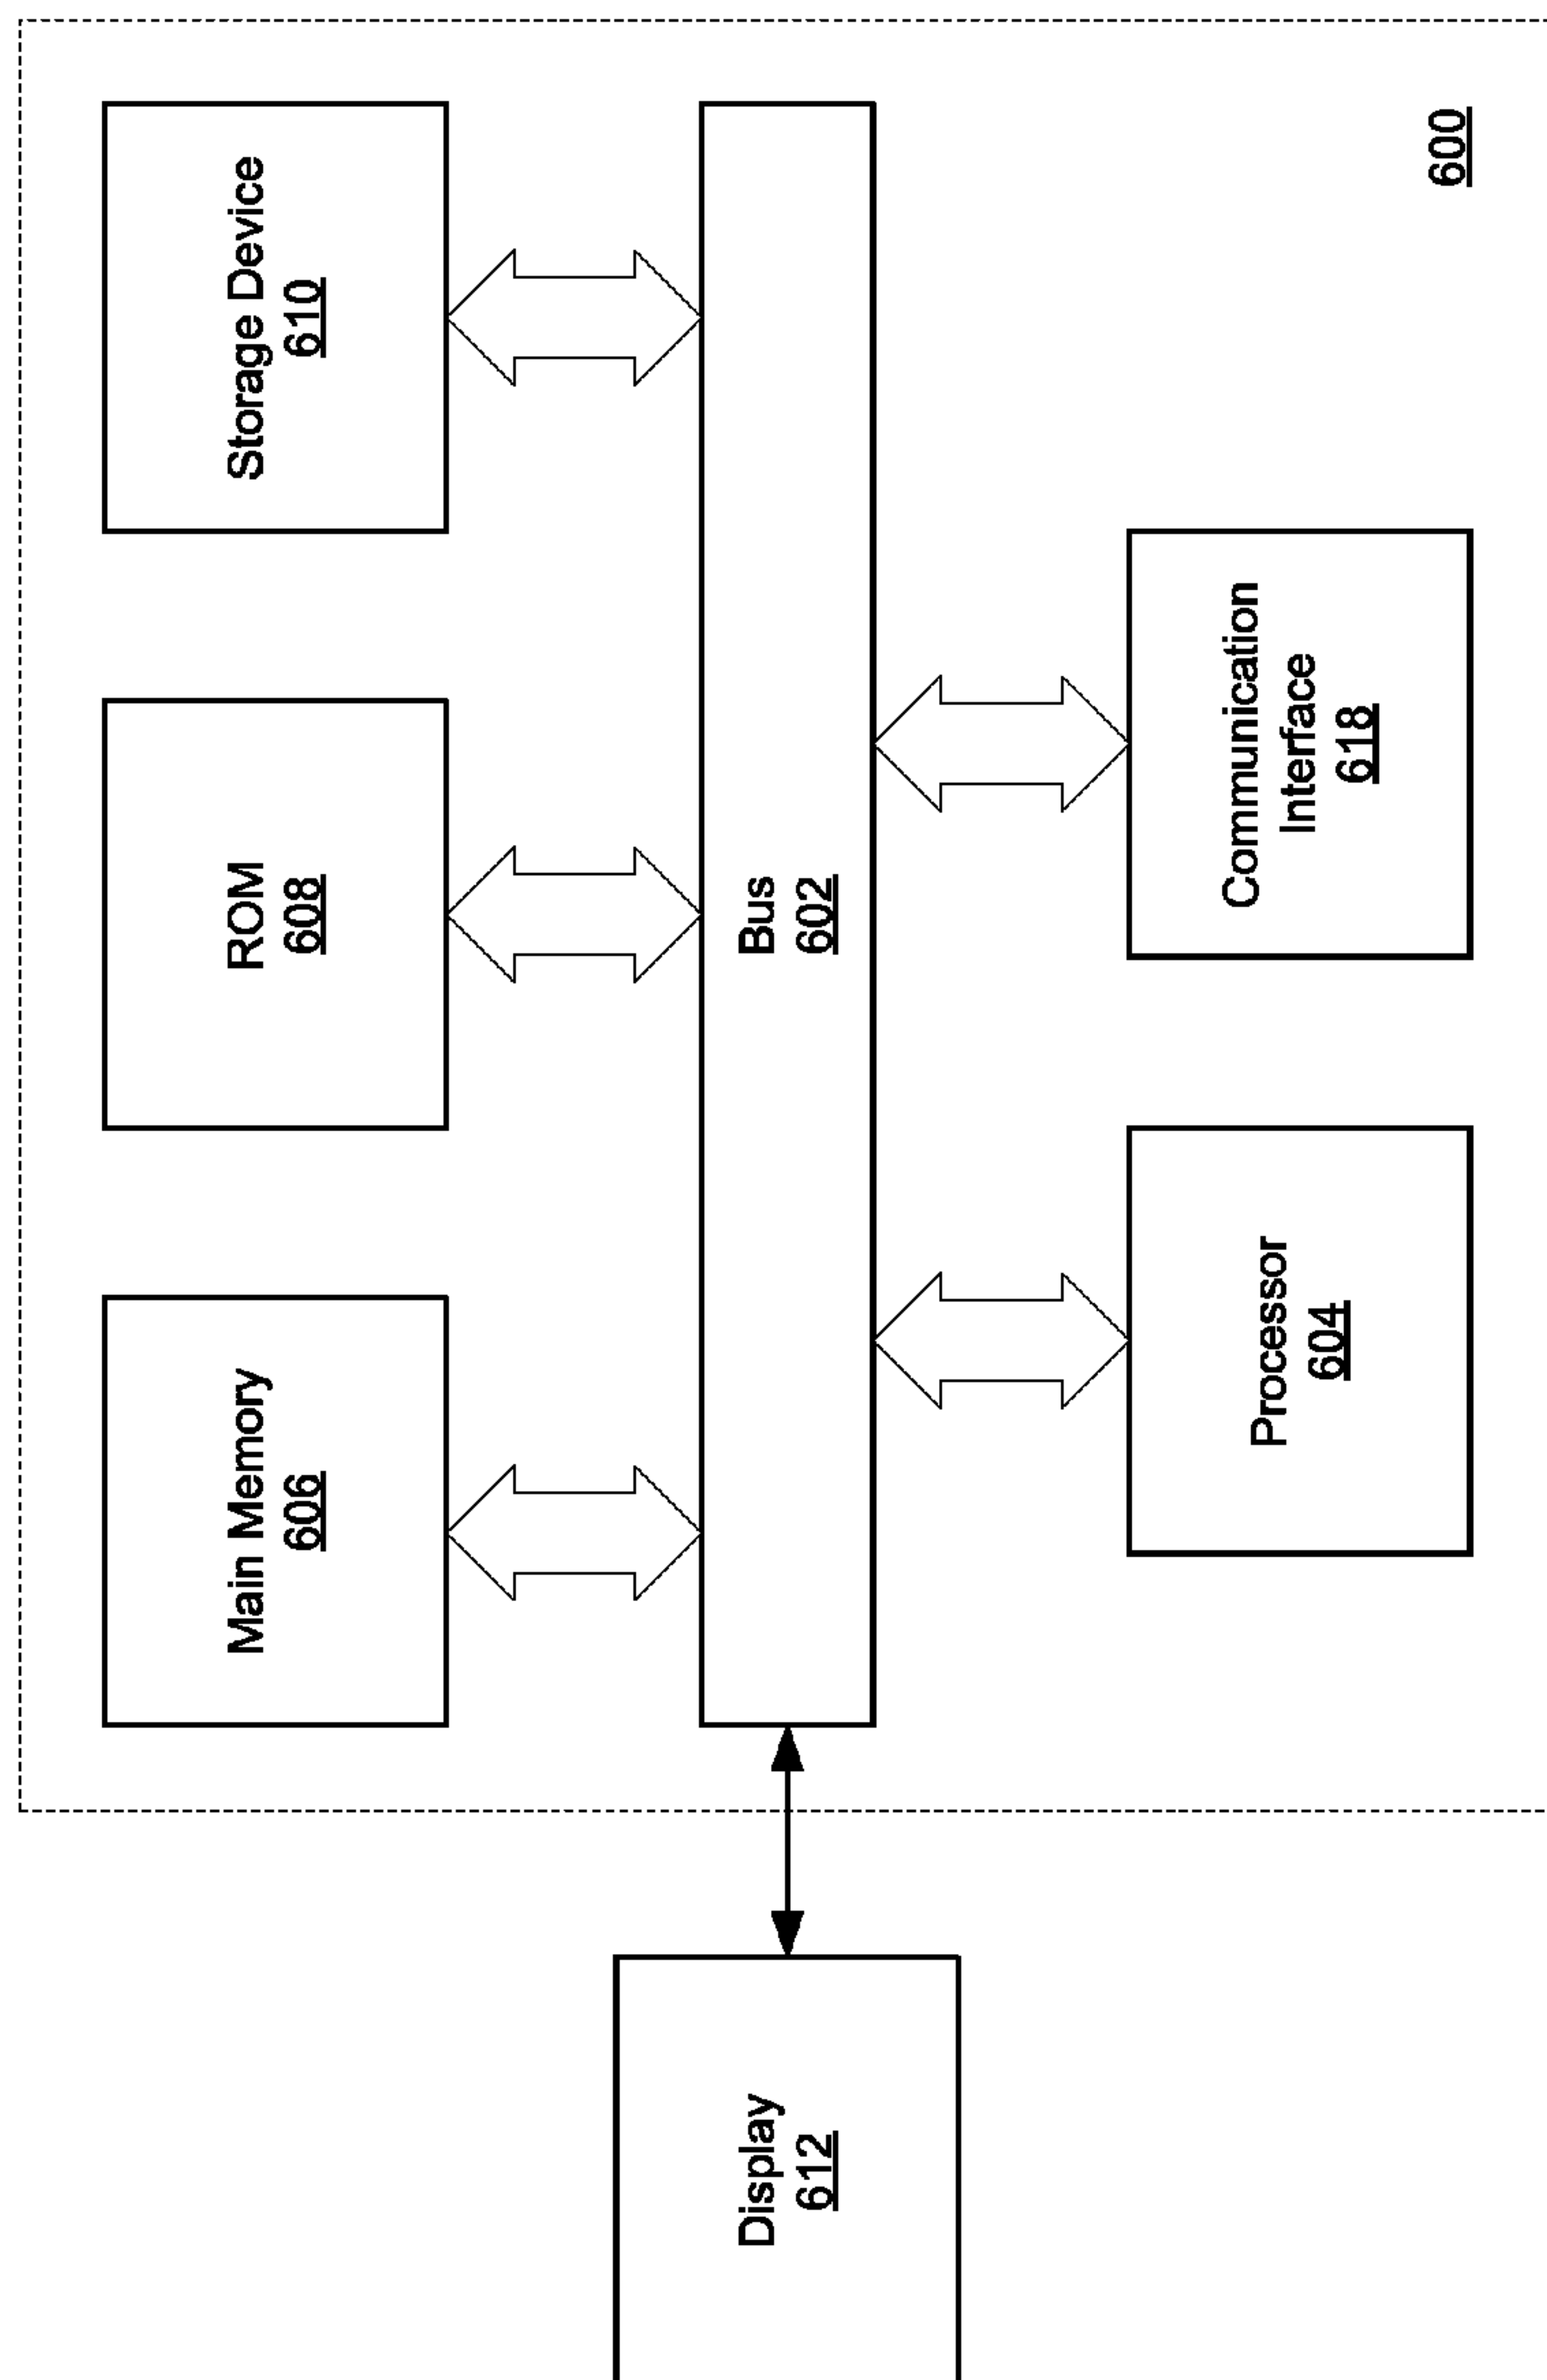 Main Memory
606
ROM
608
Storage Device
610
Display
612
Bus
602
Processor
604
Communication
Interface
618
600